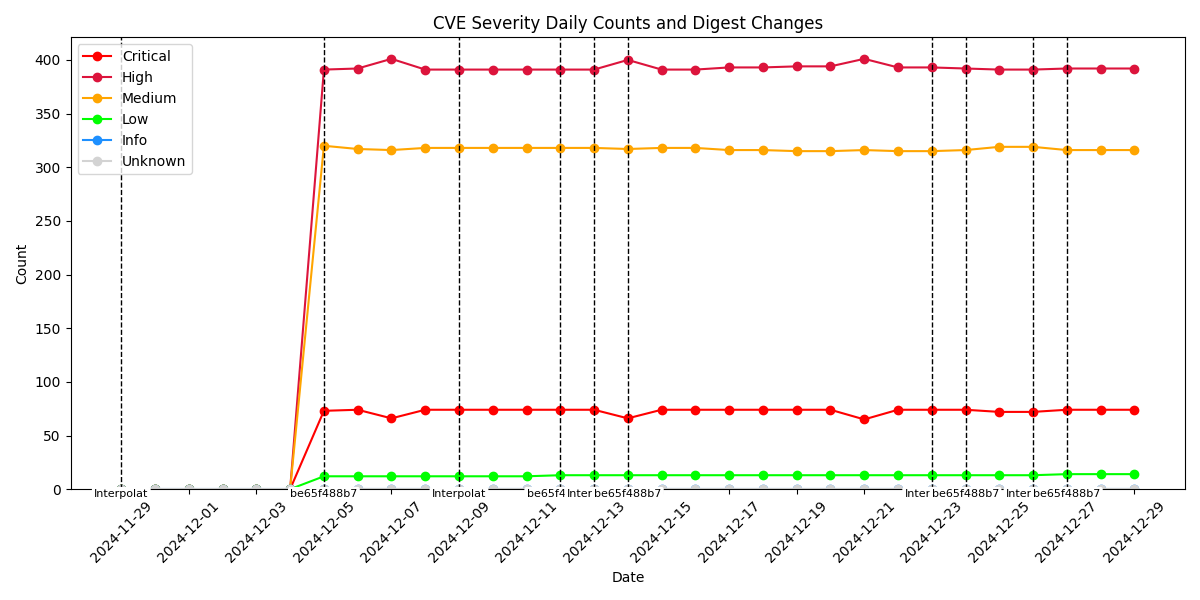 CVE Severity Daily Counts and Digest Changes
Critical
High
Medium
Low
Info
Unknown
Count
400
350
300
250
200
150
100
50
0
Interpolat
be65f488b7
Interpolat
be65f4
Inter
be65f488b7
Inter
be65f488b7
Inter
be65f488b7
2024-11-29
2024-12-01
2024-12-03
2024-12-05
2024-12-07
2024-12-09
2024-12-11
2024-12-13
2024-12-15
2024-12-17
2024-12-19
2024-12-21
2024-12-23
2024-12-25
2024-12-27
2024-12-29
Date